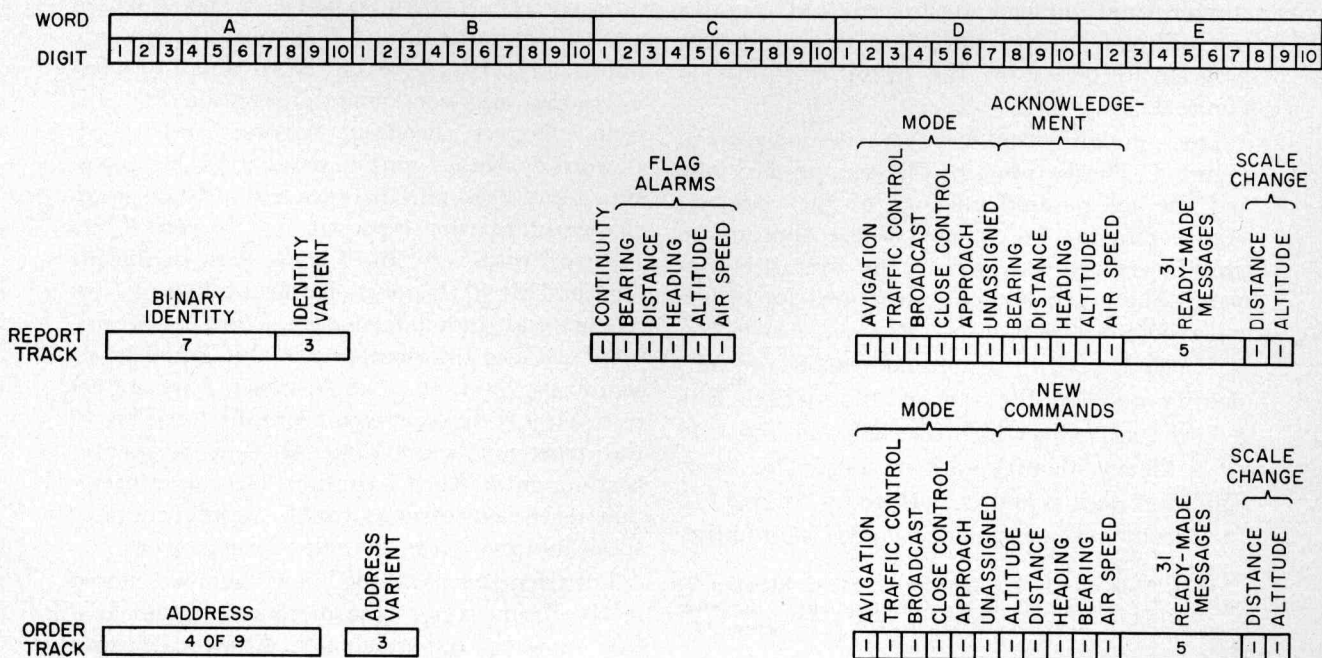 WORD A B C D E
DIGIT 1 2 3 4 5 6 7 8 9 10 1 2 3 4 5 6 7 8 9 10 1 2 3 4 5 6 7 8 9 10 1 2 3 4 5 6 7 8 9 10 1 2 3 4 5 6 7 8 9 10
ACKNOWLEDGE-
MENT
MODE
FLAG
ALARMS
SCALE
CHANGE
BINARY
IDENTITY
IDENTITY
VARIENT
CONTINUITY
BEARING
DISTANCE
HEADING
ALTITUDE
AIR SPEED
AVIGATION
TRAFFIC CONTROL
BROADCAST
CLOSE CONTROL
APPROACH
UNASSIGNED
BEARING
DISTANCE
HEADING
ALTITUDE
AIR SPEED
31
READY-MADE
MESSAGES
DISTANCE
ALTITUDE
REPORT
TRACK
7 3 1 1 1 1 1 1 1 1 1 1 1 1 1 1 1 1 1 5 1 1
NEW
COMMANDS
MODE
SCALE
CHANGE
ADDRESS
ADDRESS
VARIENT
AVIGATION
TRAFFIC CONTROL
BROADCAST
CLOSE CONTROL
APPROACH
UNASSIGNED
ALTITUDE
DISTANCE
HEADING
BEARING
AIR SPEED
31
READY-MADE
MESSAGES
DISTANCE
ALTITUDE
ORDER
TRACK
4 OF 9 3 1 1 1 1 1 1 1 1 1 1 1 5 1 1